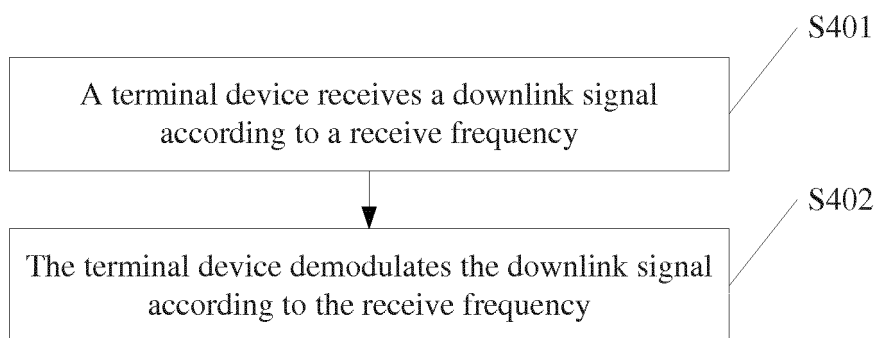 S401
A terminal device receives a downlink signal
according to a receive frequency
S402
The terminal device demodulates the downlink signal
according to the receive frequency